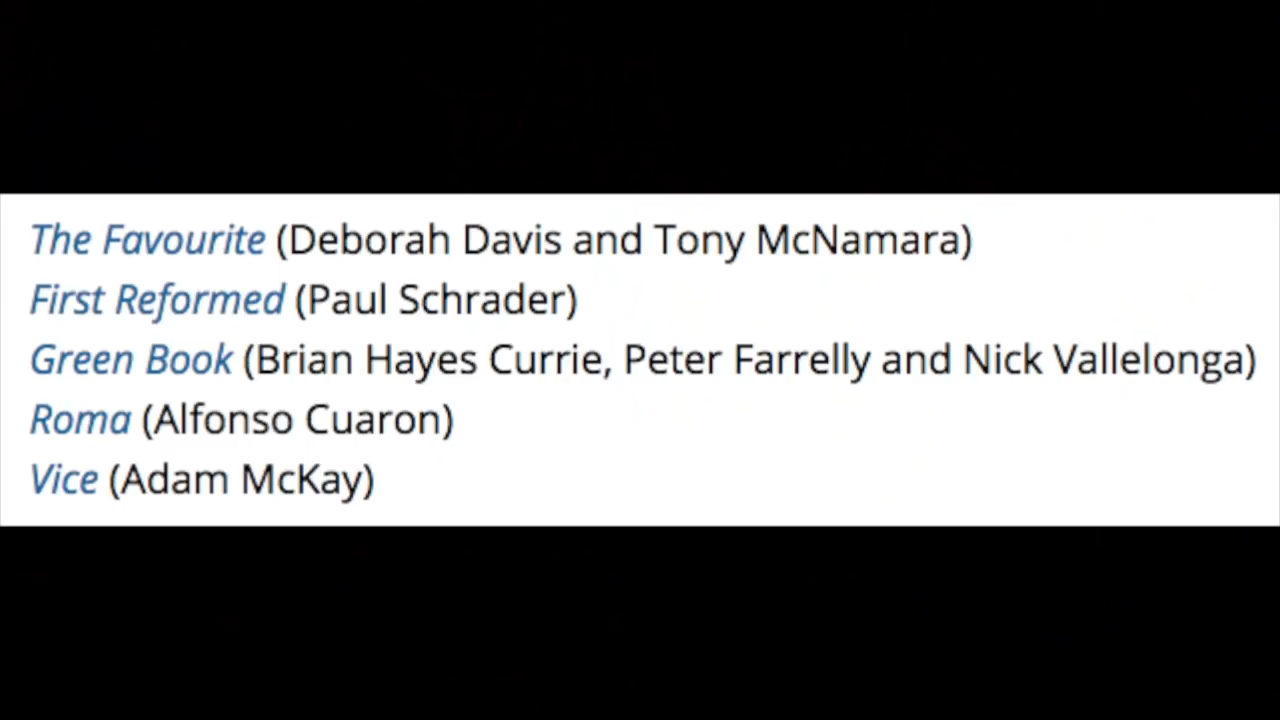 The Favourite (Deborah Davis and Tony McNamara)
First Reformed (Paul Schrader)
Green Book (Brian Hayes Currie, Peter Farrelly and Nick Vallelonga)
Roma (Alfonso Cuaron)
Vice (Adam McKay)